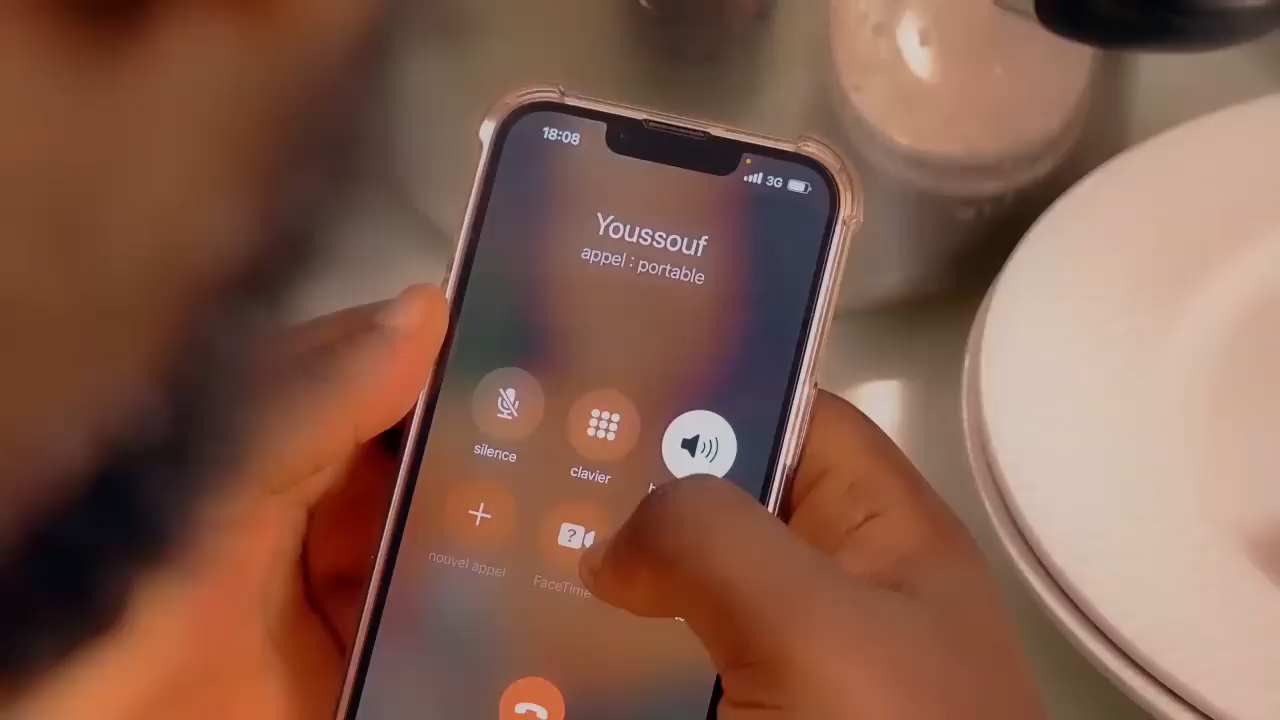 18:08
3G
Youssouf
appel : portable
silence
clavier
nouvel appel
FaceTime